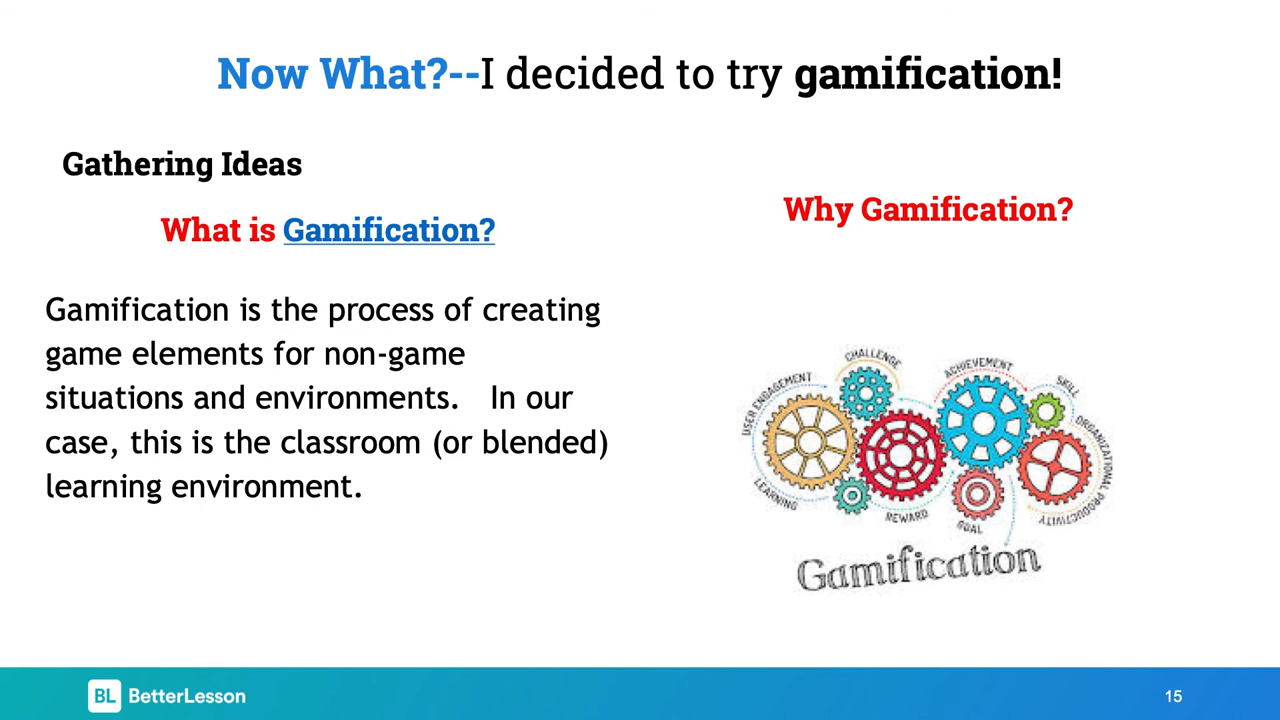 Now What?--I decided to try gamification!
Gathering Ideas
What is Gamification?
Gamification is the process of creating
game elements for non-game
situations and environments.   In our
case, this is the classroom (or blended)
learning environment.
Why Gamification?
CHALLENGE
ACHIEVEMENT
SKILL
USER ENGAGEMENT
ORGANIZATIONAL PRODUCTIVITY
LEARNING
REWARD
GOAL
Gamification
BL BetterLesson
15